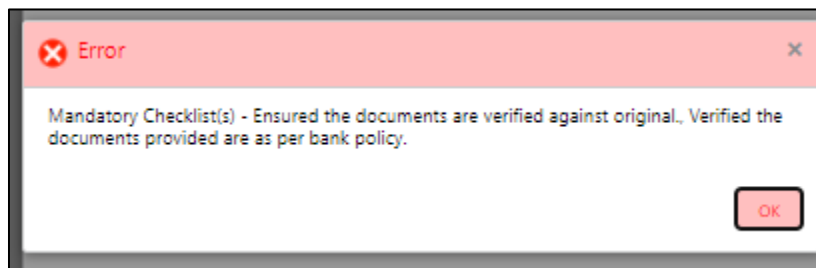 Error
Mandatory Checklist(s) - Ensured the documents are verified against original., Verified the
documents provided are as per bank policy.
OK